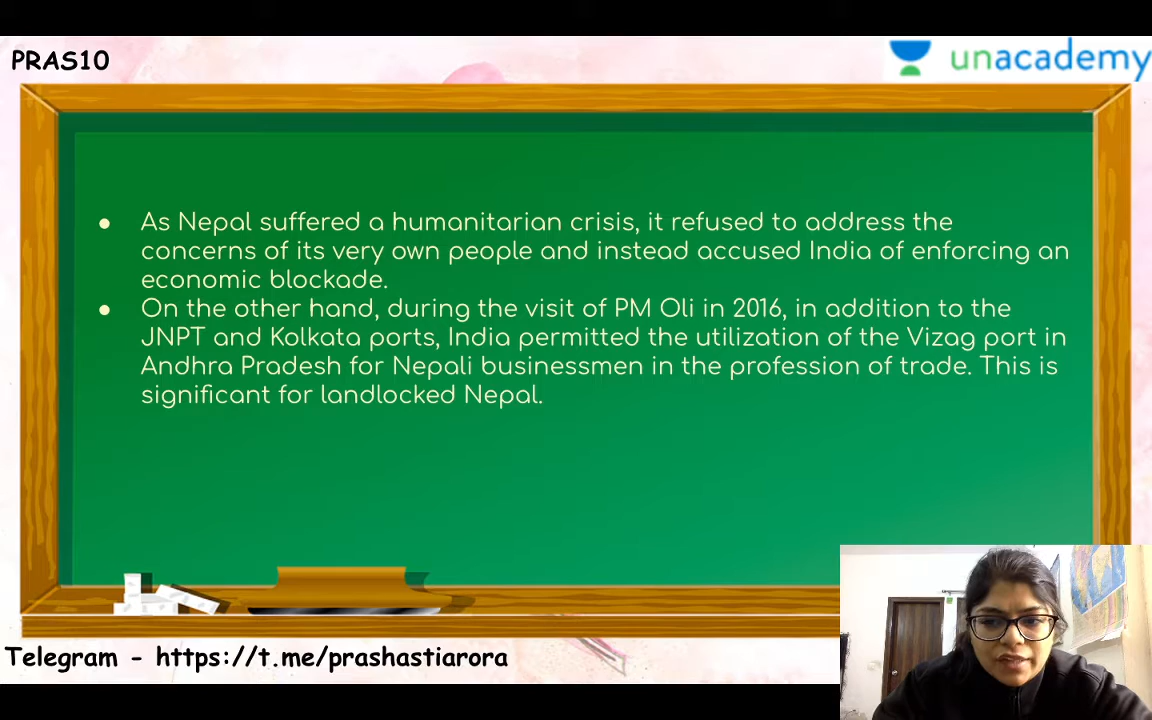 PRAS10
unacademy
● As Nepal suffered a humanitarian crisis, it refused to address the
concerns of its very own people and instead accused India of enforcing an
economic blockade.
● On the other hand, during the visit of PM Oli in 2016, in addition to the
JNPT and Kolkata ports, India permitted the utilization of the Vizag port in
Andhra Pradesh for Nepali businessmen in the profession of trade. This is
significant for landlocked Nepal.
Telegram - https://t.me/prashastiarora